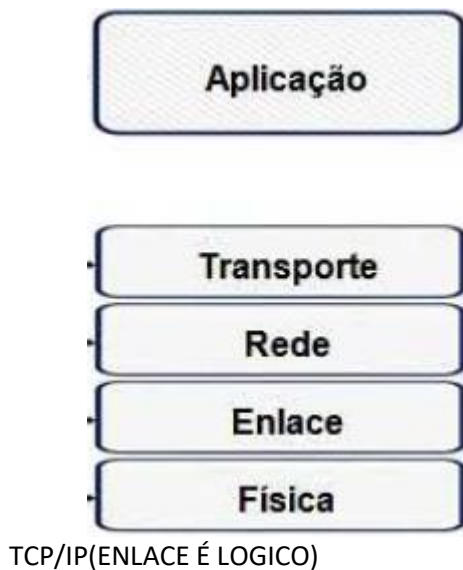 Aplicação
Transporte
Rede
Enlace
Física
TCP/IP(ENLACE É LOGICO)